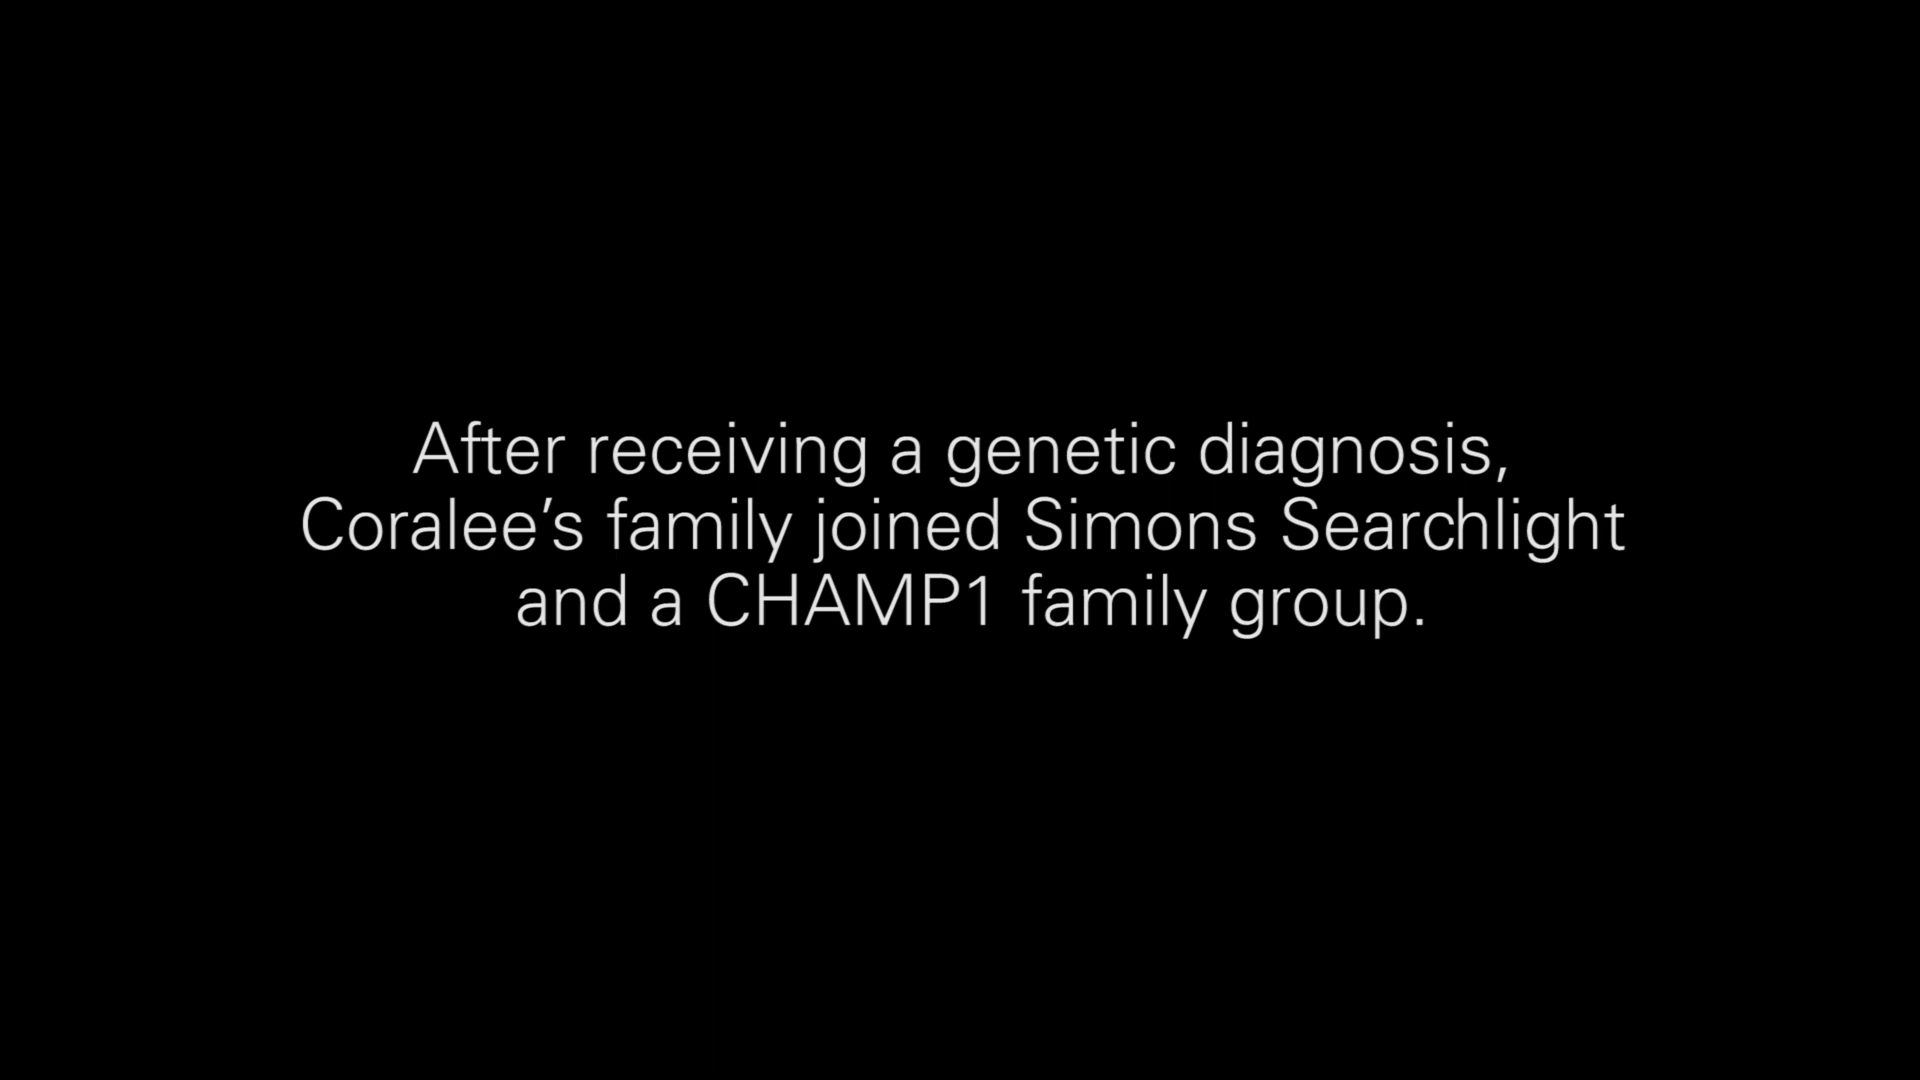 After receiving a genetic diagnosis,
Coralee’s family joined Simons Searchlight
and a CHAMP1 family group.